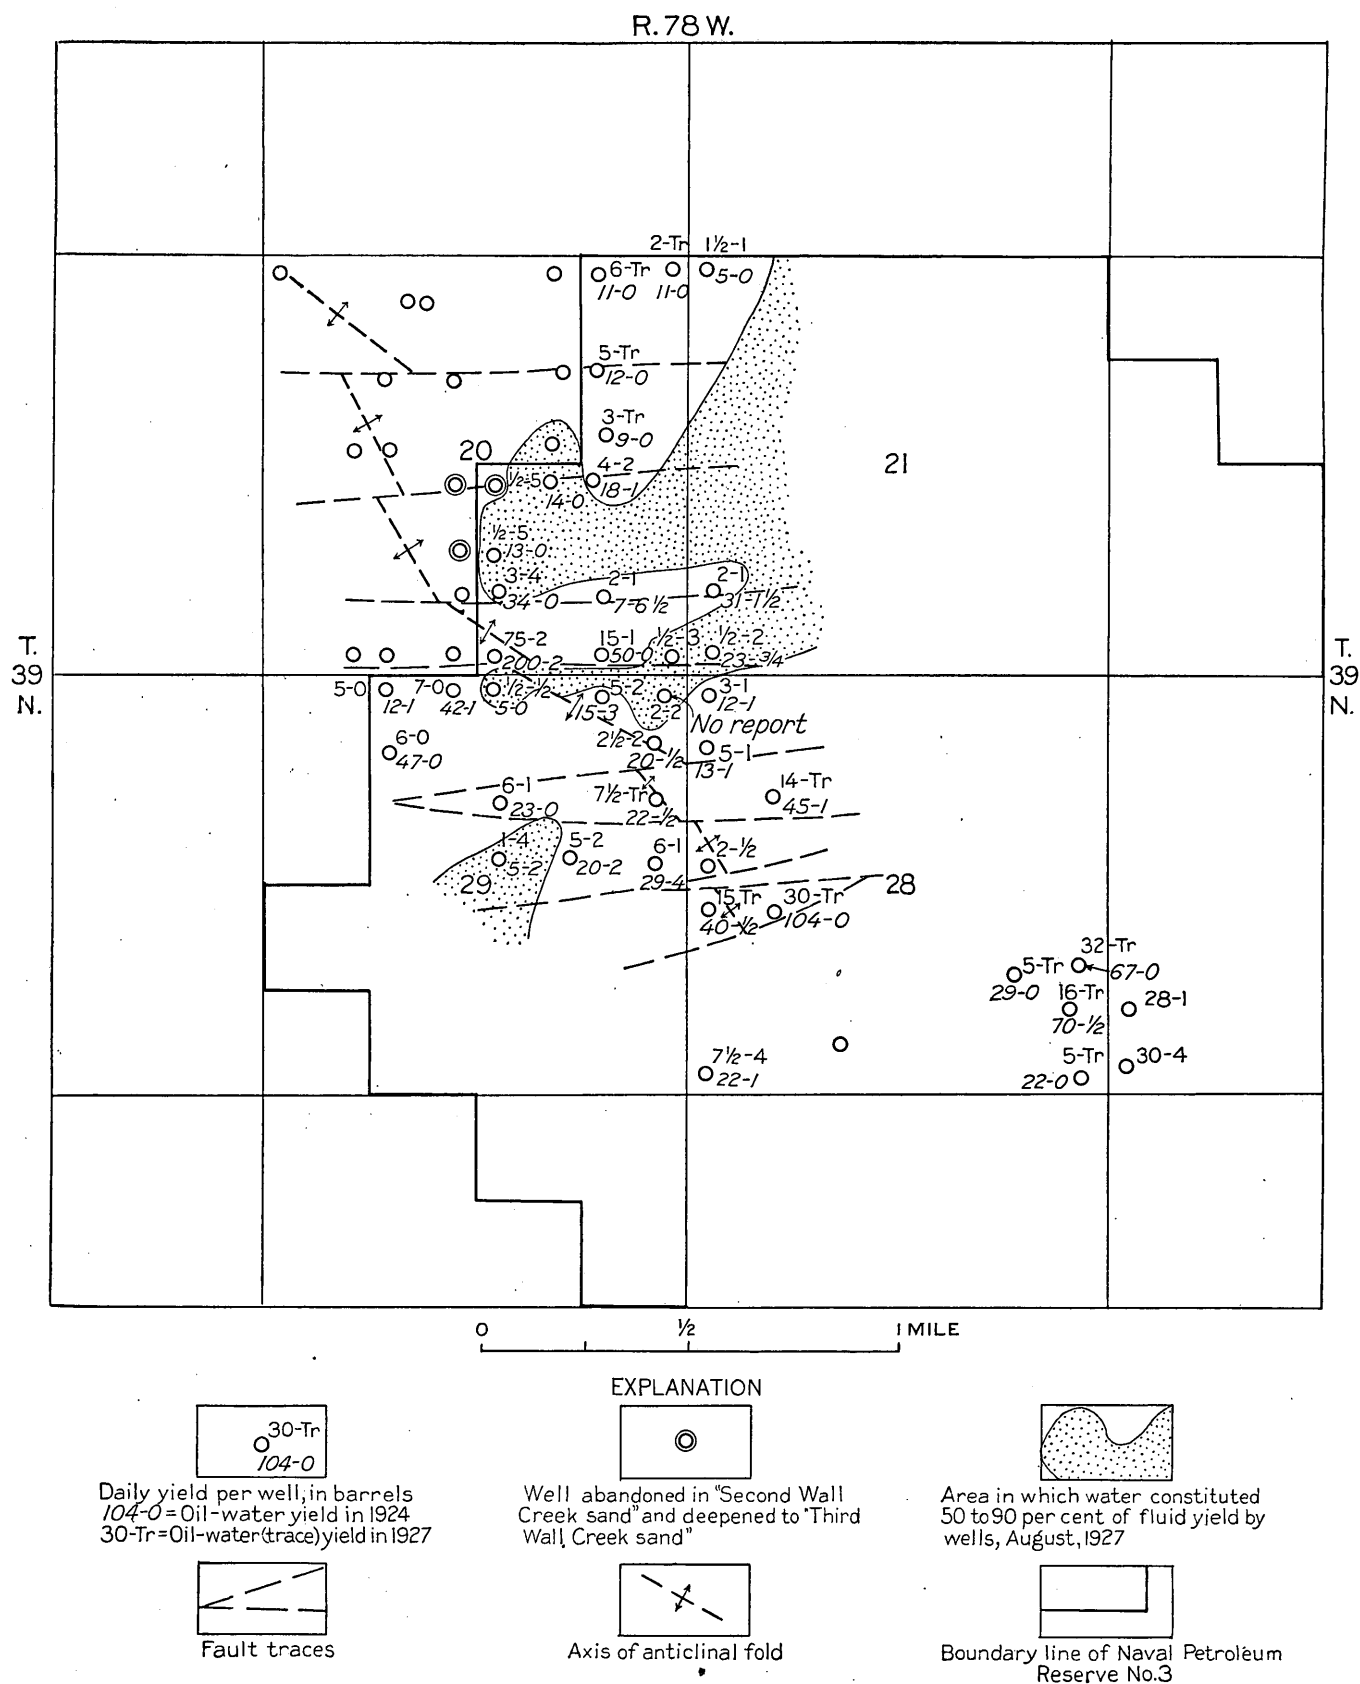 R. 78 W.
2-Tr 1½-1
6-Tr 5-0
11-0 11-0
5-Tr
12-0
3-Tr
9-0
20
21
4-2
½-5 18-1
14-0
½-5
13-0
3-4 2-1 2-1
34-0 7-6½ 31-1½
75-2 15-1 ½-3 ½-2
200-2 50-0 23-¾
T.
39
N.
T.
39
N.
5-0 7-0 ½-½ 5-2 3-1
12-1 42-1 5-0 15-3 2-2 12-1
No report
6-0 2½-2 5-1
47-0 20-½ 13-1
6-1 7½-Tr 14-Tr
23-0 22-½ 45-1
1-4 5-2 6-1 2-½
5-2 20-2 29-4
29
28
15Tr 30-Tr
40-½ 104-0
32-Tr
5-Tr 67-0
29-0 16-Tr 28-1
70-½
7½-4 5-Tr 30-4
22-1 22-0
0 ½ 1 MILE
EXPLANATION
30-Tr
104-0
Daily yield per well, in barrels
104-0=Oil-water yield in 1924
30-Tr=Oil-water(trace)yield in 1927
Well abandoned in "Second Wall
Creek sand" and deepened to "Third
Wall Creek sand"
Area in which water constituted
50 to 90 per cent of fluid yield by
wells, August, 1927
Fault traces
Axis of anticlinal fold
Boundary line of Naval Petroleum
Reserve No.3